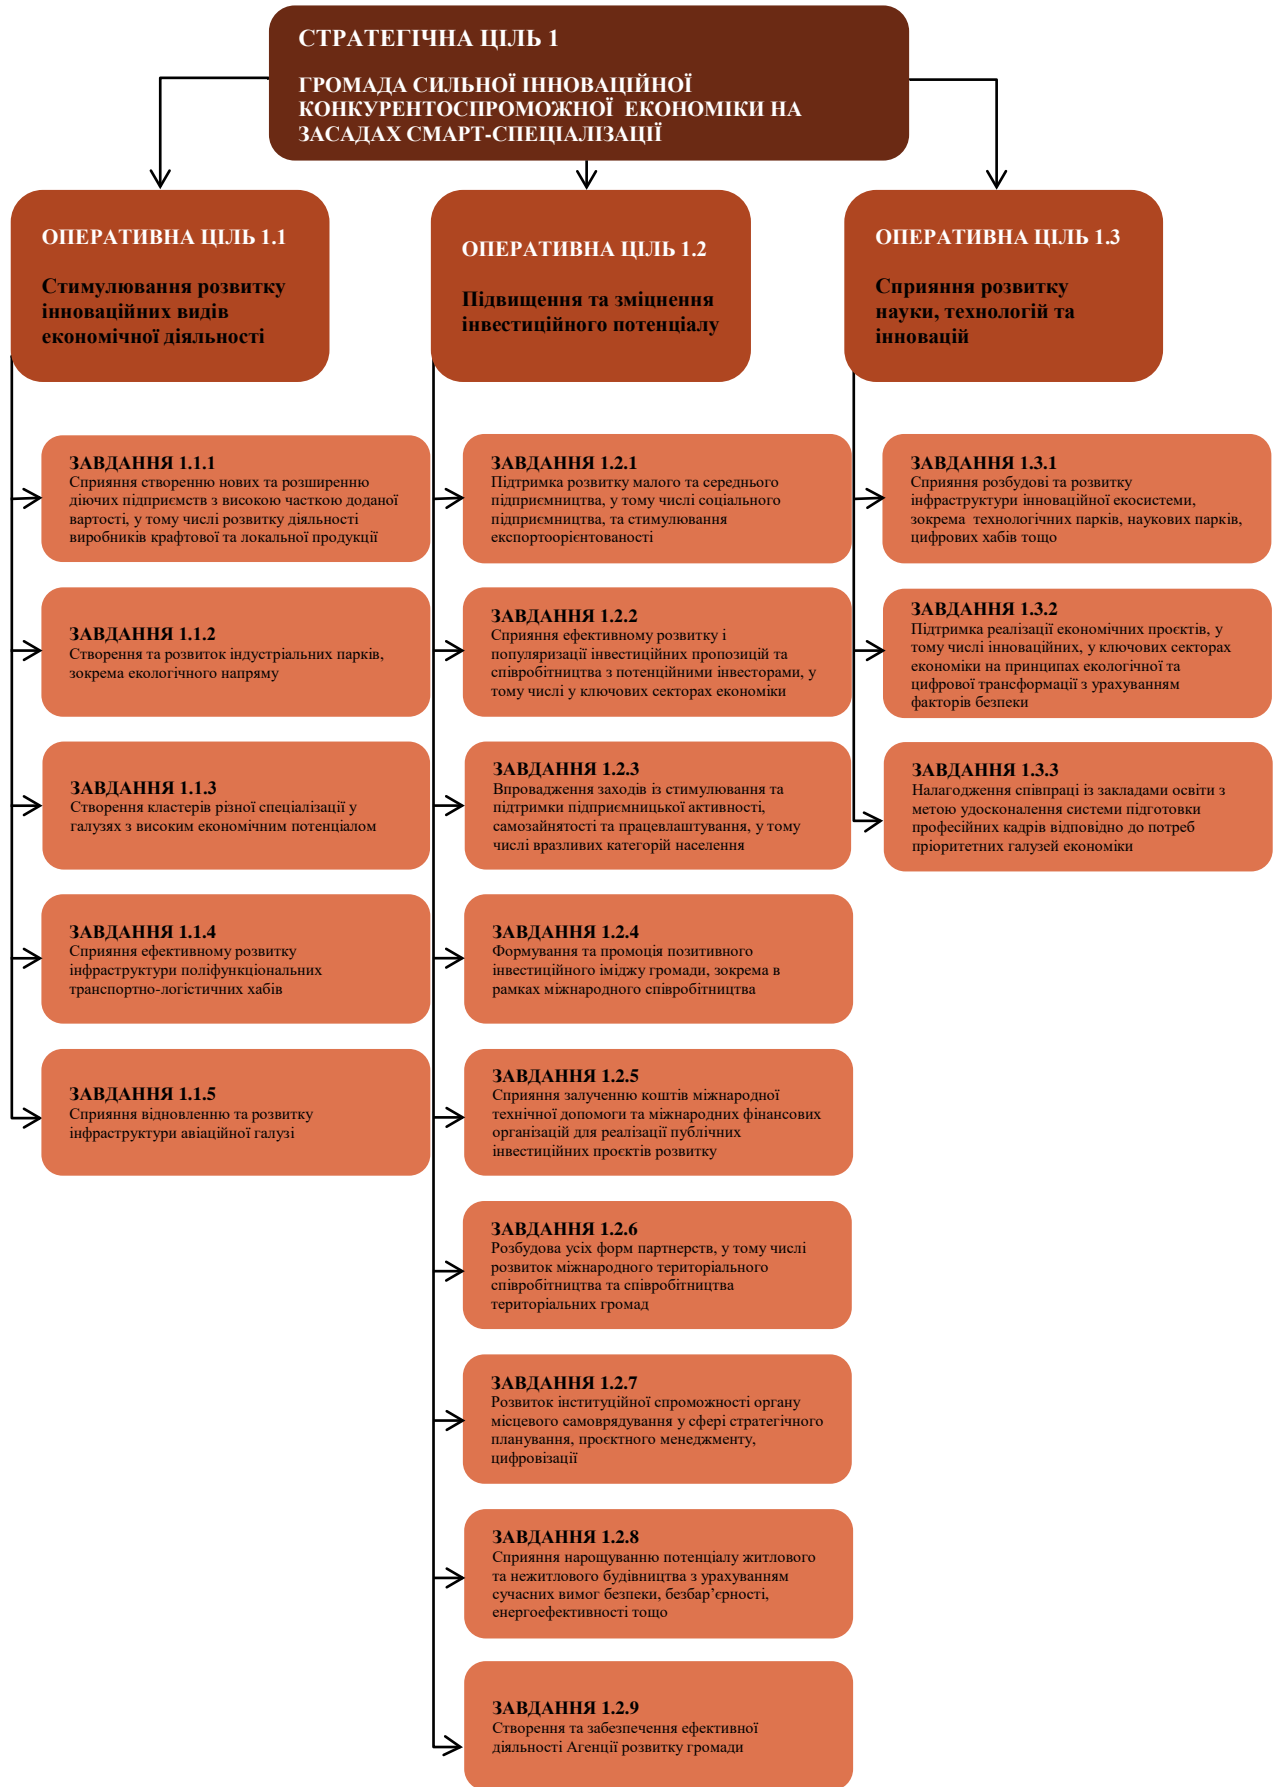 СТРАТЕГІЧНА ЦІЛЬ 1
ГРОМАДА СИЛЬНОЇ ІННОВАЦІЙНОЇ
КОНКУРЕНТОСПРОМОЖНОЇ ЕКОНОМІКИ НА
ЗАСАДАХ СМАРТ-СПЕЦІАЛІЗАЦІЇ
ОПЕРАТИВНА ЦІЛЬ 1.1
Стимулювання розвитку
інноваційних видів
економічної діяльності
ЗАВДАННЯ 1.1.1
Сприяння створенню нових та розширенню
діючих підприємств з високою часткою доданої
вартості, у тому числі розвитку діяльності
виробників крафтової та локальної продукції
ЗАВДАННЯ 1.1.2
Створення та розвиток індустріальних парків,
зокрема екологічного напряму
ЗАВДАННЯ 1.1.3
Створення кластерів різної спеціалізації у
галузях з високим економічним потенціалом
ЗАВДАННЯ 1.1.4
Сприяння ефективному розвитку
інфраструктури поліфункціональних
транспортно-логістичних хабів
ЗАВДАННЯ 1.1.5
Сприяння відновленню та розвитку
інфраструктури авіаційної галузі
ОПЕРАТИВНА ЦІЛЬ 1.2
Підвищення та зміцнення
інвестиційного потенціалу
ЗАВДАННЯ 1.2.1
Підтримка розвитку малого та середнього
підприємництва, у тому числі соціального
підприємництва, та стимулювання
експортоорієнтованості
ЗАВДАННЯ 1.2.2
Сприяння ефективному розвитку і
популяризації інвестиційних пропозицій та
співробітництва з потенційними інвесторами, у
тому числі у ключових секторах економіки
ЗАВДАННЯ 1.2.3
Впровадження заходів із стимулювання та
підтримки підприємницької активності,
самозайнятості та працевлаштування, у тому
числі вразливих категорій населення
ЗАВДАННЯ 1.2.4
Формування та промоція позитивного
інвестиційного іміджу громади, зокрема в
рамках міжнародного співробітництва
ЗАВДАННЯ 1.2.5
Сприяння залученню коштів міжнародної
технічної допомоги та міжнародних фінансових
організацій для реалізації публічних
інвестиційних проєктів розвитку
ЗАВДАННЯ 1.2.6
Розбудова усіх форм партнерств, у тому числі
розвиток міжнародного територіального
співробітництва та співробітництва
територіальних громад
ЗАВДАННЯ 1.2.7
Розвиток інституційної спроможності органу
місцевого самоврядування у сфері стратегічного
планування, проєктного менеджменту,
цифровізації
ЗАВДАННЯ 1.2.8
Сприяння нарощуванню потенціалу житлового
та нежитлового будівництва з урахуванням
сучасних вимог безпеки, безбар’єрності,
енергоефективності тощо
ЗАВДАННЯ 1.2.9
Створення та забезпечення ефективної
діяльності Агенції розвитку громади
ОПЕРАТИВНА ЦІЛЬ 1.3
Сприяння розвитку
науки, технологій та
інновацій
ЗАВДАННЯ 1.3.1
Сприяння розбудові та розвитку
інфраструктури інноваційної екосистеми,
зокрема технологічних парків, наукових парків,
цифрових хабів тощо
ЗАВДАННЯ 1.3.2
Підтримка реалізації економічних проєктів, у
тому числі інноваційних, у ключових секторах
економіки на принципах екологічної та
цифрової трансформації з урахуванням
факторів безпеки
ЗАВДАННЯ 1.3.3
Налагодження співпраці із закладами освіти з
метою удосконалення системи підготовки
професійних кадрів відповідно до потреб
пріоритетних галузей економіки